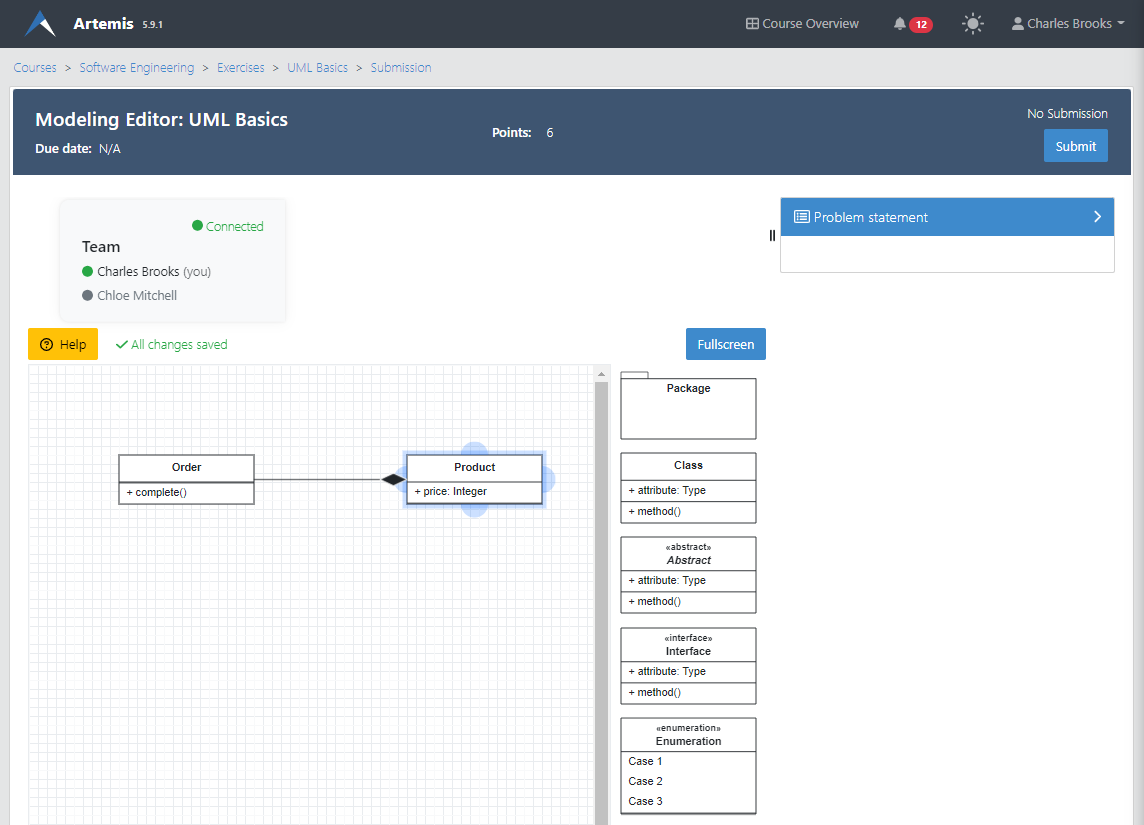 Artemis 5.9.1
Course Overview
12
Charles Brooks
Courses > Software Engineering > Exercises > UML Basics > Submission
Modeling Editor: UML Basics
Due date: N/A
Points: 6
No Submission
Submit
Connected
Team
Charles Brooks (you)
Chloe Mitchell
Problem statement
Help
All changes saved
Fullscreen
Order
+ complete()
Product
+ price: Integer
Package
Class
+ attribute: Type
+ method()
«abstract»
Abstract
+ attribute: Type
+ method()
«interface»
Interface
+ attribute: Type
+ method()
«enumeration»
Enumeration
Case 1
Case 2
Case 3